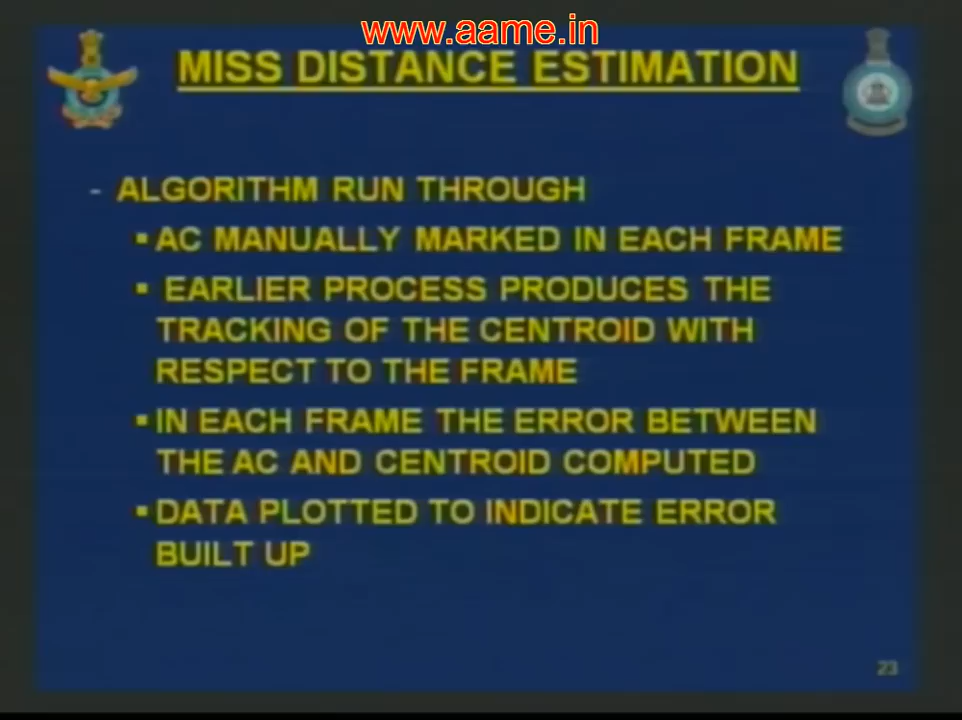 www.aame.in
MISS DISTANCE ESTIMATION
- ALGORITHM RUN THROUGH
▪ AC MANUALLY MARKED IN EACH FRAME
▪ EARLIER PROCESS PRODUCES THE
TRACKING OF THE CENTROID WITH
RESPECT TO THE FRAME
▪ IN EACH FRAME THE ERROR BETWEEN
THE AC AND CENTROID COMPUTED
▪ DATA PLOTTED TO INDICATE ERROR
BUILT UP
23